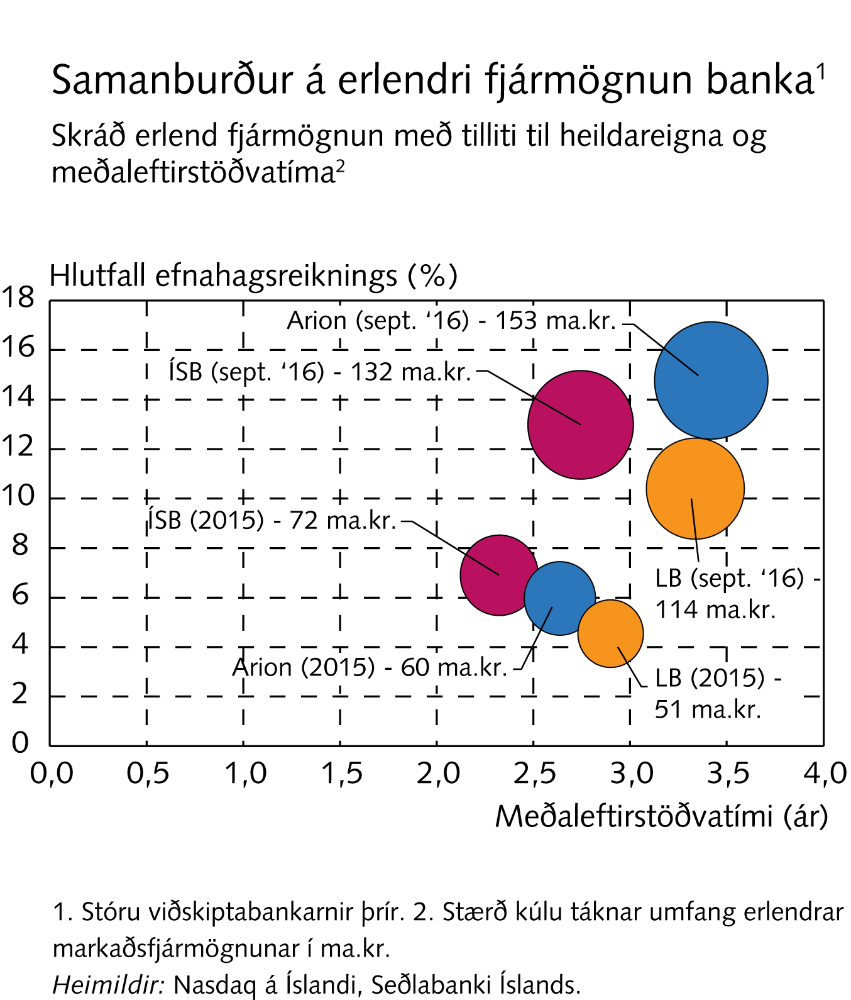 Samanburður á erlendri fjármögnun banka¹
Skráð erlend fjármögnun með tilliti til heildareigna og
meðaleftirstöðvatíma²
Hlutfall efnahagsreiknings (%)
18
16
14
12
10
8
6
4
2
0
Arion (sept. ‘16) - 153 ma.kr.
ÍSB (sept. ‘16) - 132 ma.kr.
ÍSB (2015) - 72 ma.kr.
LB (sept. ‘16) -
114 ma.kr.
Arion (2015) - 60 ma.kr.
LB (2015) -
51 ma.kr.
0,0 0,5 1,0 1,5 2,0 2,5 3,0 3,5 4,0
Meðaleftirstöðvatími (ár)
1. Stóru viðskiptabankarnir þrír. 2. Stærð kúlu táknar umfang erlendrar
markaðsfjármögnunar í ma.kr.
Heimildir: Nasdaq á Íslandi, Seðlabanki Íslands.